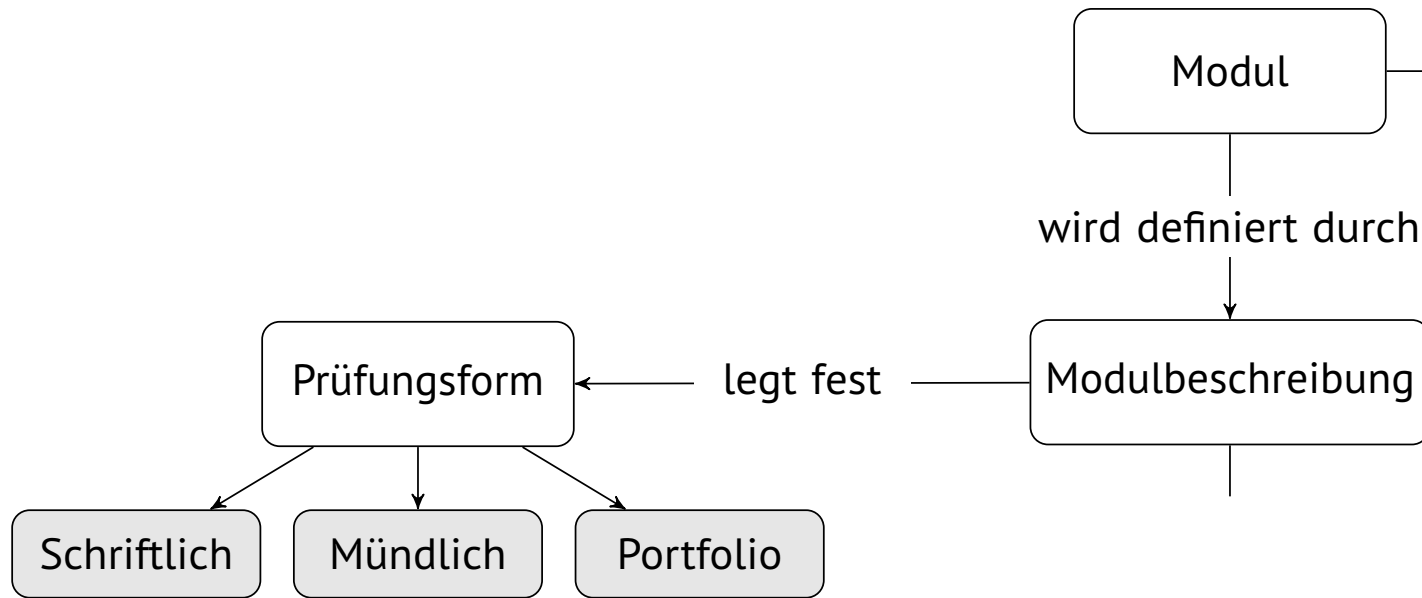 Modul
wird definiert durch
Prüfungsform
legt fest
Modulbeschreibung
Schriftlich
Mündlich
Portfolio